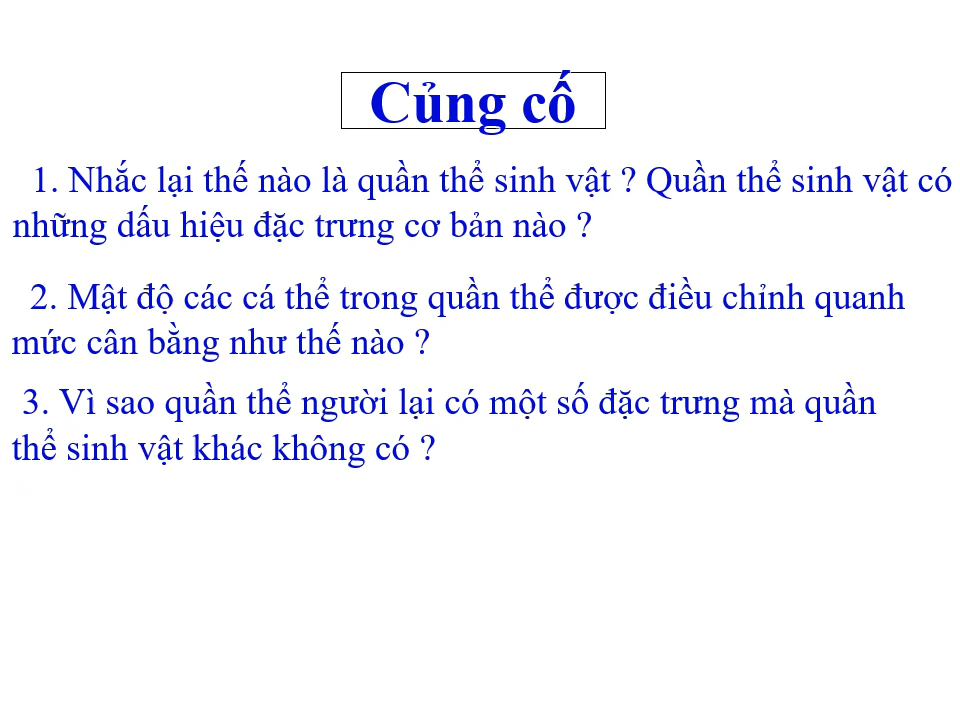 Củng cố
1. Nhắc lại thế nào là quần thể sinh vật ? Quần thể sinh vật có
những dấu hiệu đặc trưng cơ bản nào ?
2. Mật độ các cá thể trong quần thể được điều chỉnh quanh
mức cân bằng như thế nào ?
3. Vì sao quần thể người lại có một số đặc trưng mà quần
thể sinh vật khác không có ?